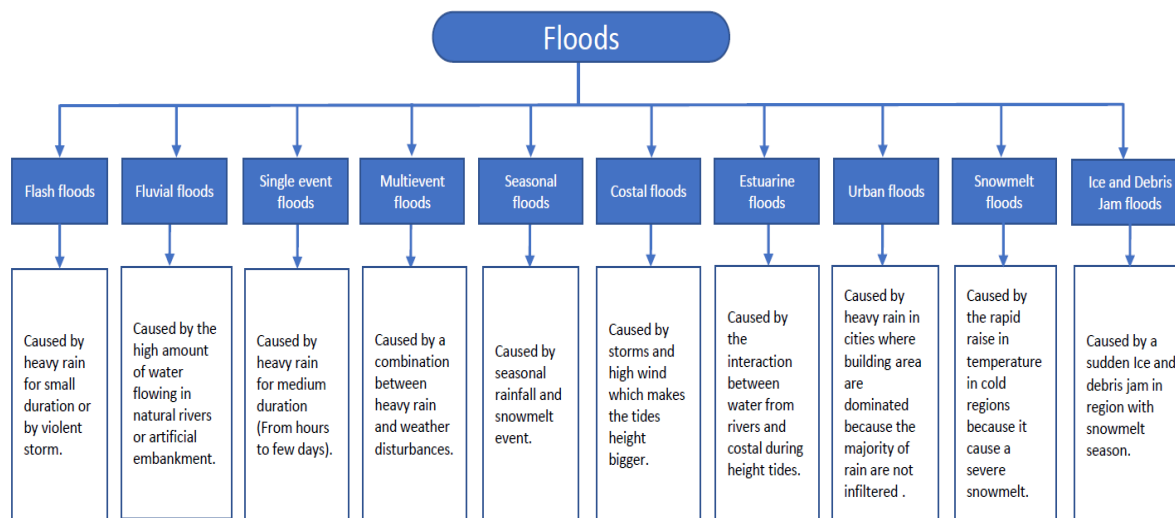 Floods
Flash floods
Fluvial floods
Single event
floods
Multievent
floods
Seasonal
floods
Costal floods
Estuarine
floods
Urban floods
Snowmelt
floods
Ice and Debris
Jam floods
Caused by
heavy rain
for small
duration or
by violent
storm.
Caused by the
high amount
of water
flowing in
natural rivers
or artificial
embankment.
Caused by
heavy rain
for medium
duration
(From hours
to few days).
Caused by a
combination
between
heavy rain
and weather
disturbances.
Caused by
seasonal
rainfall and
snowmelt
event.
Caused by
storms and
high wind
which makes
the tides
height
bigger.
Caused by
the
interaction
between
water from
rivers and
costal during
height tides.
Caused by
heavy rain in
cities where
building area
are
dominated
because the
majority of
rain are not
infiltrated .
Caused by
the rapid
raise in
temperature
in cold
regions
because it
cause a
severe
snowmelt.
Caused by a
sudden Ice and
debris jam in
region with
snowmelt
season.